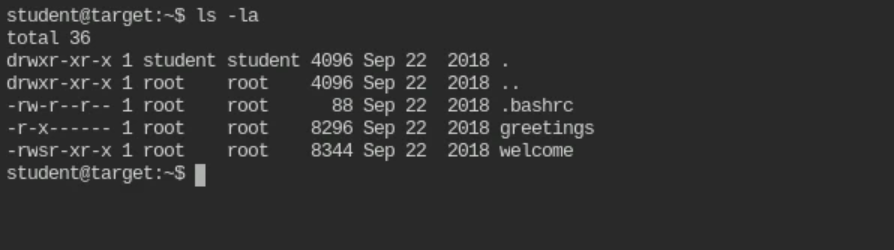 student@target:~$ ls -la
total 36
drwxr-xr-x 1 student student 4096 Sep 22  2018 .
drwxr-xr-x 1 root    root    4096 Sep 22  2018 ..
-rw-r--r-- 1 root    root      88 Sep 22  2018 .bashrc
-r-x------ 1 root    root    8296 Sep 22  2018 greetings
-rwsr-xr-x 1 root    root    8344 Sep 22  2018 welcome
student@target:~$